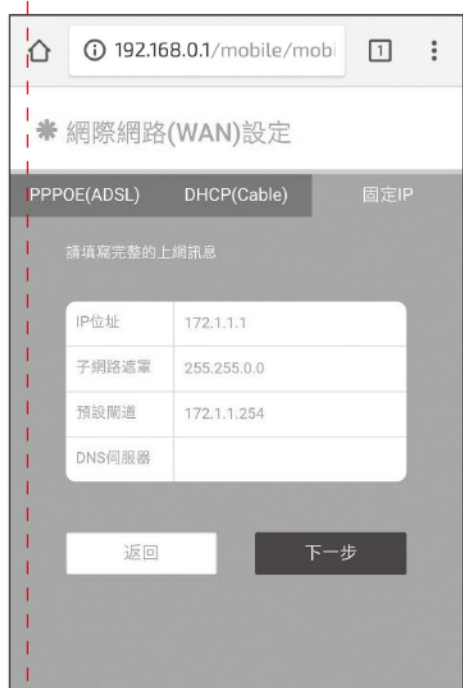 192.168.0.1/mobile/mobi 1
網際網路(WAN)設定
PPPOE(ADSL) DHCP(Cable) 固定IP
請填寫完整的上網訊息
IP位址 172.1.1.1
子網路遮罩 255.255.0.0
預設閘道 172.1.1.254
DNS伺服器
返回 下一步